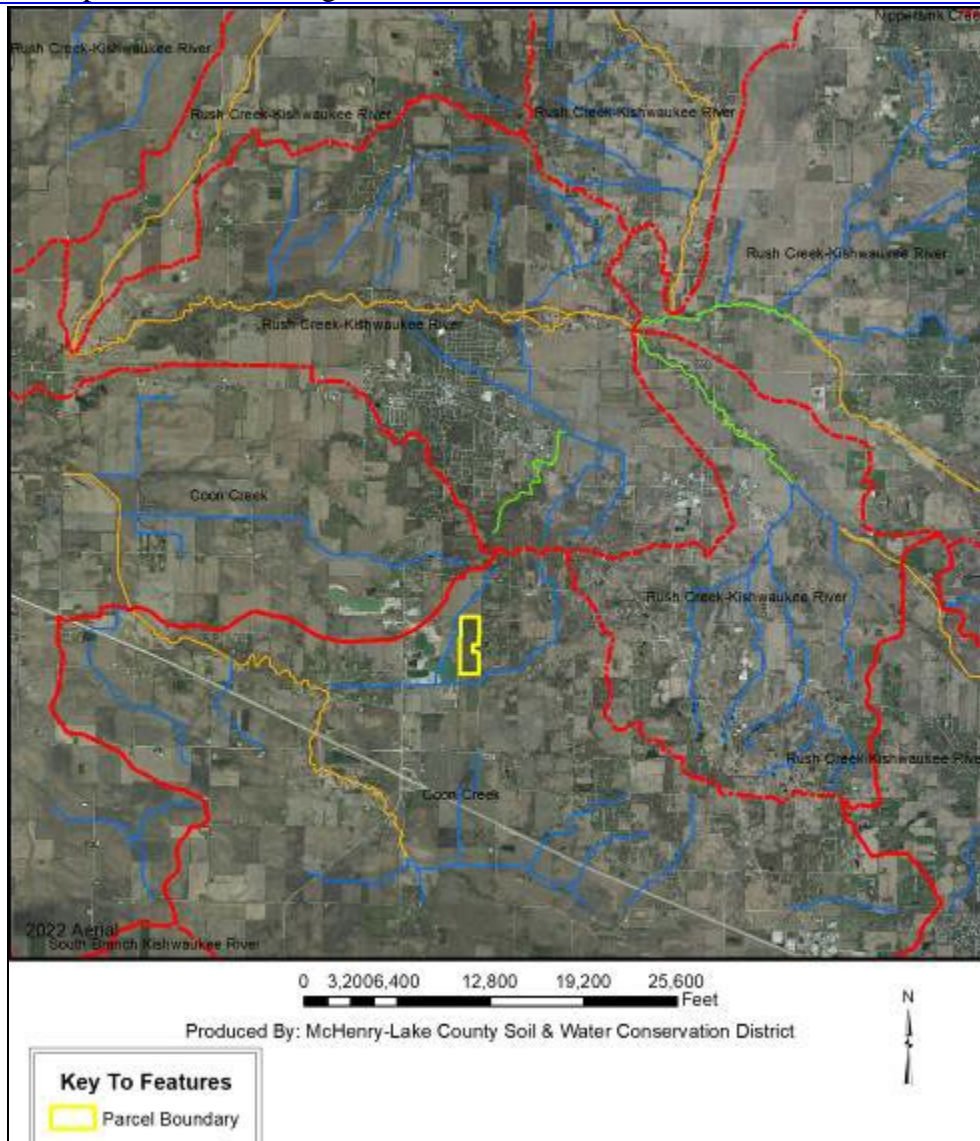 Nippersink Creek
Rush Creek-Kishwaukee River
Rush Creek-Kishwaukee River
Rush Creek-Kishwaukee River
Rush Creek-Kishwaukee River
Rush Creek-Kishwaukee River
Coon Creek
Rush Creek-Kishwaukee River
Rush Creek-Kishwaukee River
Coon Creek
2022 Aerial
South Branch Kishwaukee River
0 3,200 6,400 12,800 19,200 25,600
Feet
N
Produced By: McHenry-Lake County Soil & Water Conservation District
Key To Features
Parcel Boundary